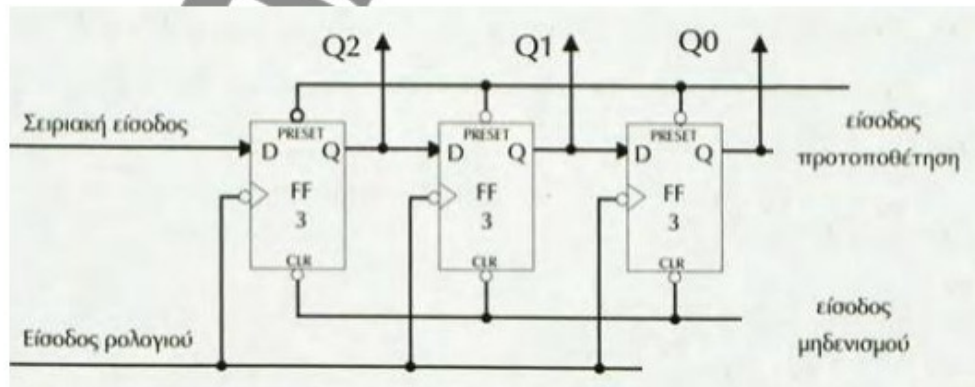 Q2 Q1 Q0
Σειριακή είσοδος
PRESET PRESET PRESET
είσοδος
προτοποθέτηση
D Q D Q D Q
FF FF FF
3 3 3
CLR CLR CLR
είσοδος
μηδενισμού
Είσοδος ρολογιού